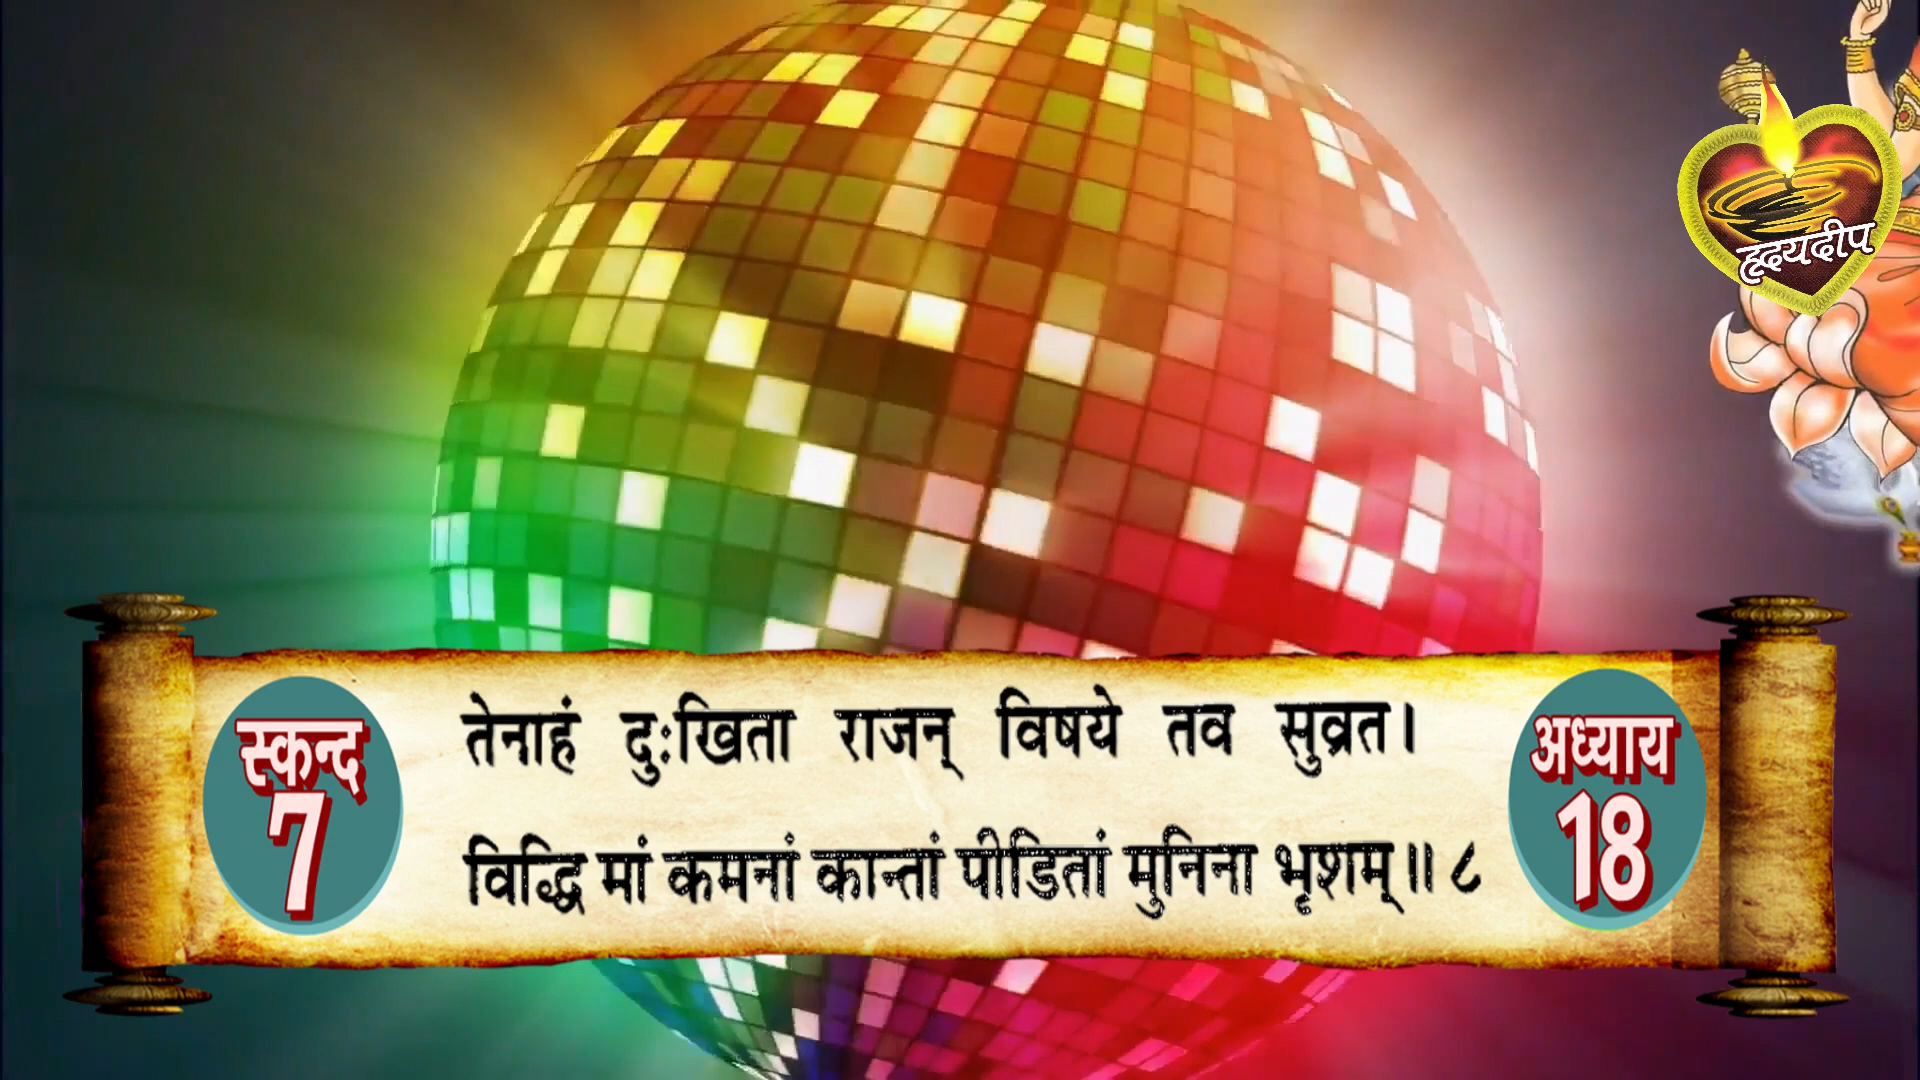 हृदयदीप
स्कन्द
7
तेनाहं दुःखिता राजन् विषये तव सुव्रत।
विद्धि मां कमनां कान्तां पीडितां मुनिना भृशम्॥ ८
अध्याय
18